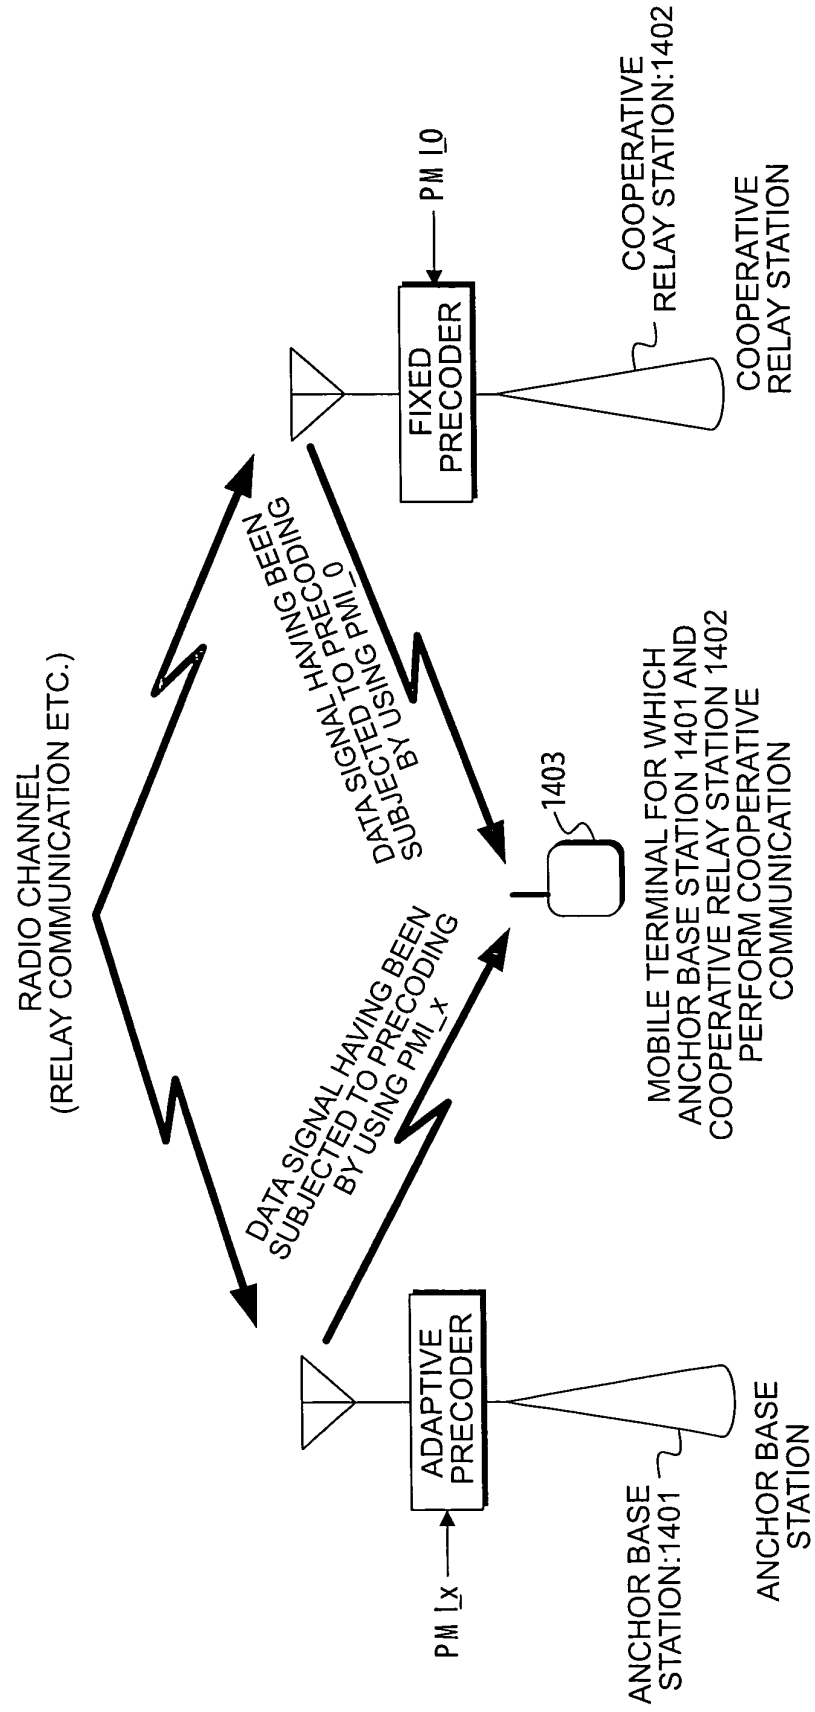 RADIO CHANNEL
(RELAY COMMUNICATION ETC.)
DATA SIGNAL HAVING BEEN
SUBJECTED TO PRECODING
BY USING PMI_x
DATA SIGNAL HAVING BEEN
SUBJECTED TO PRECODING
BY USING PMI_0
PMI_x
ADAPTIVE
PRECODER
FIXED
PRECODER
PMI_0
1403
ANCHOR BASE
STATION:1401
COOPERATIVE
RELAY STATION:1402
ANCHOR BASE
STATION
MOBILE TERMINAL FOR WHICH
ANCHOR BASE STATION 1401 AND
COOPERATIVE RELAY STATION 1402
PERFORM COOPERATIVE
COMMUNICATION
COOPERATIVE
RELAY STATION